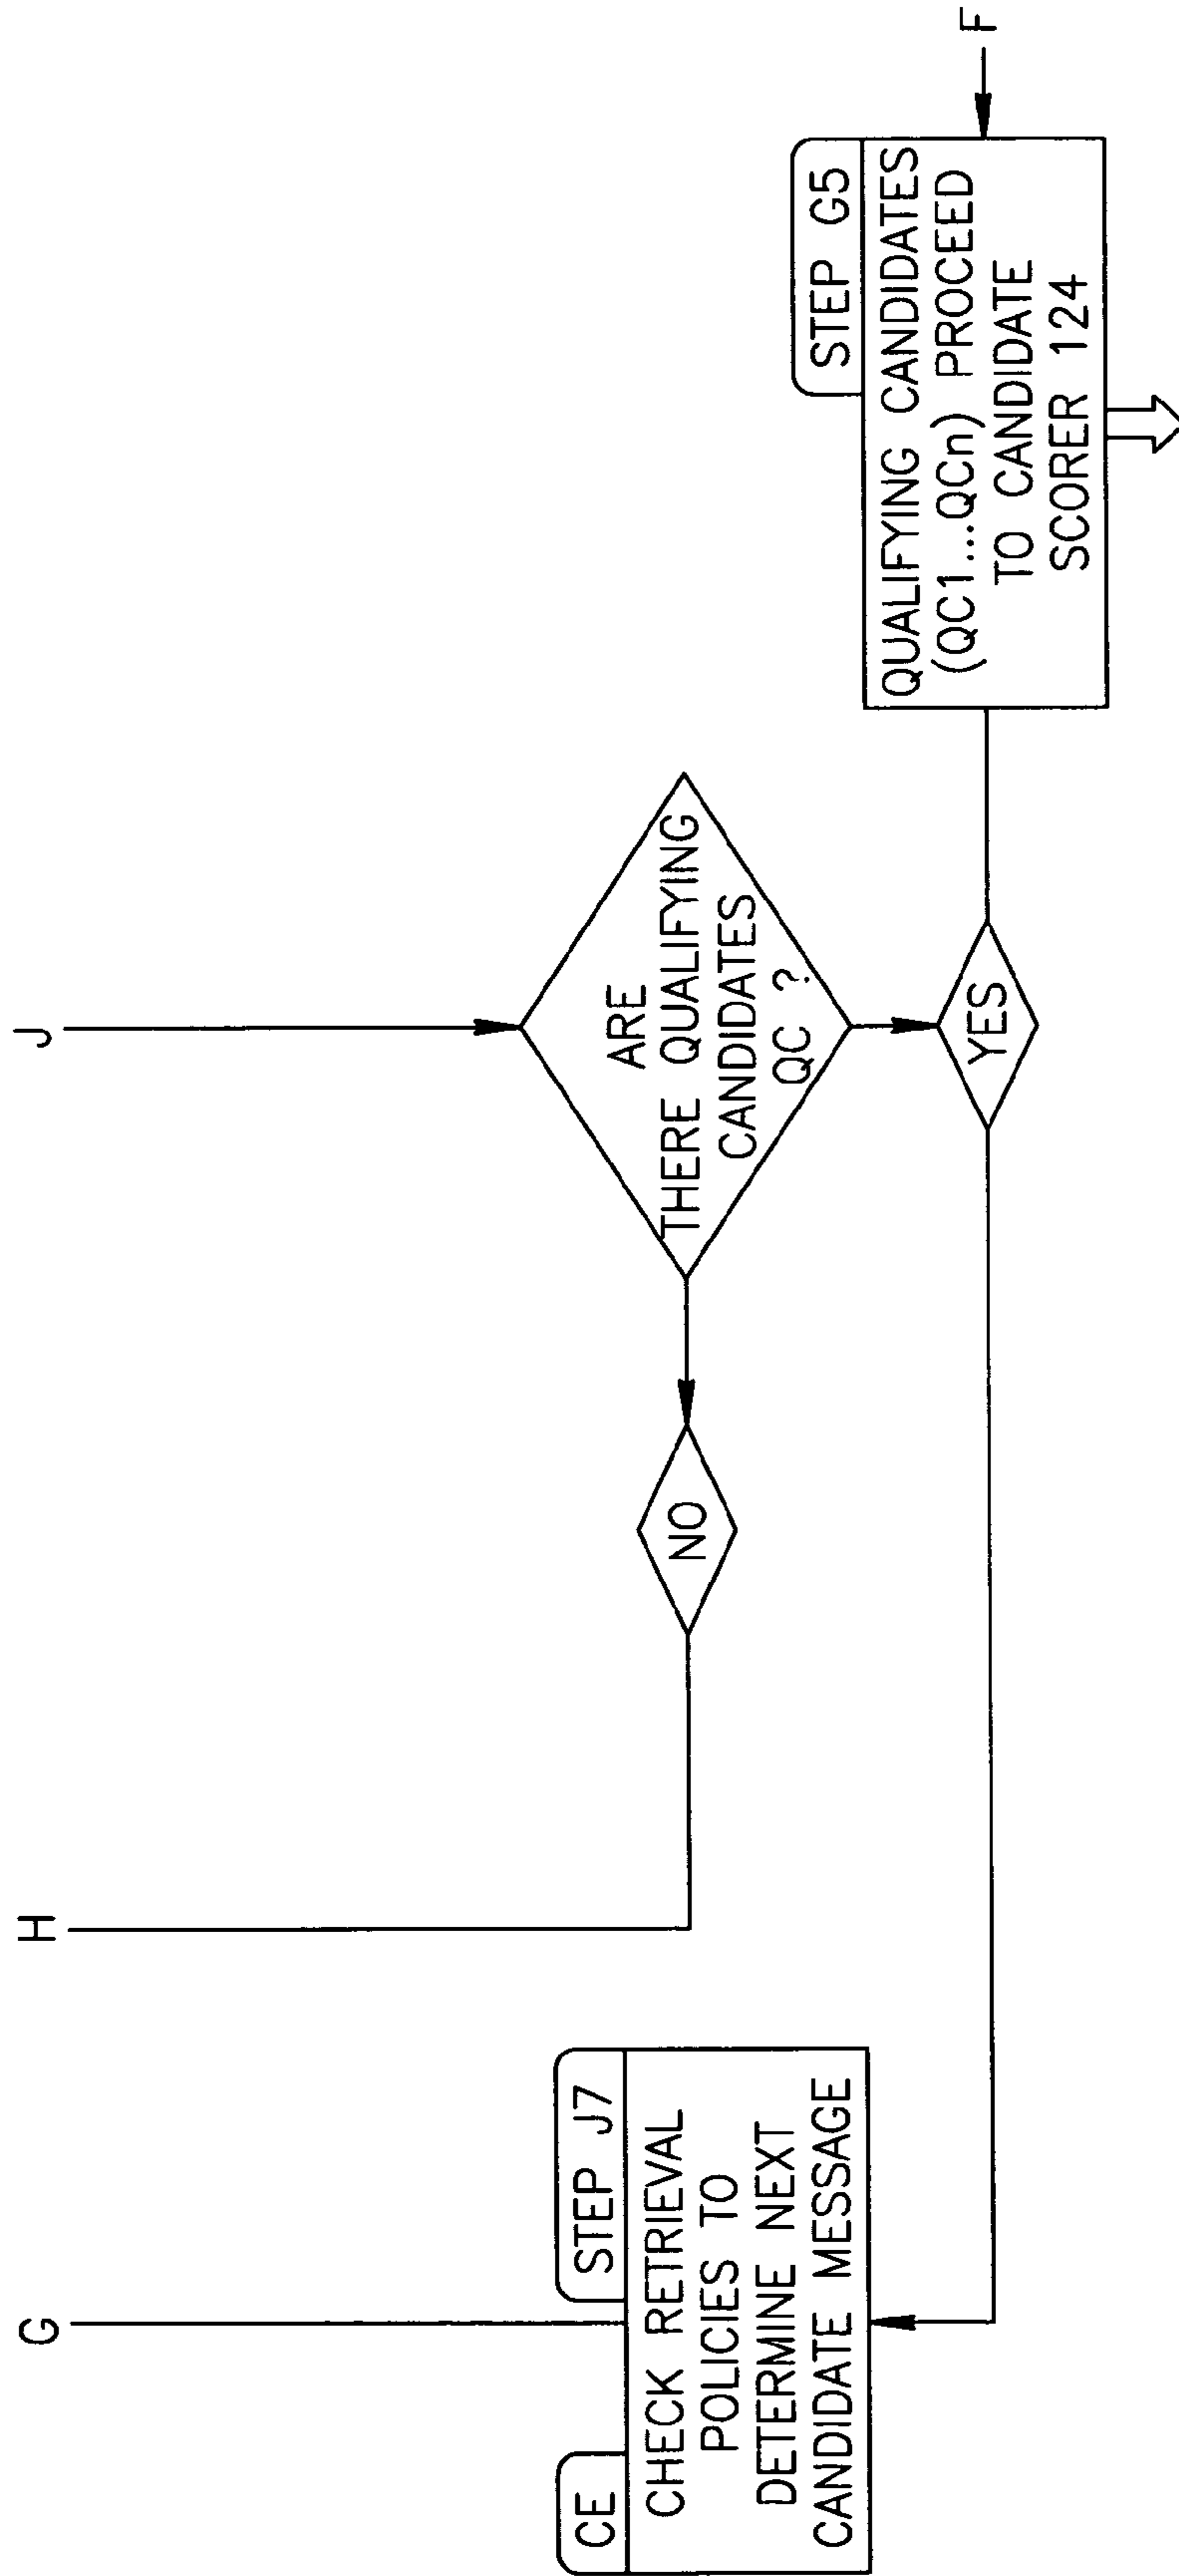 G
H
J
CE
STEP J7
CHECK RETRIEVAL
POLICIES TO
DETERMINE NEXT
CANDIDATE MESSAGE
NO
ARE
THERE QUALIFYING
CANDIDATES
QC ?
YES
STEP G5
QUALIFYING CANDIDATES
(QC1...QCn) PROCEED
TO CANDIDATE
SCORER 124
F